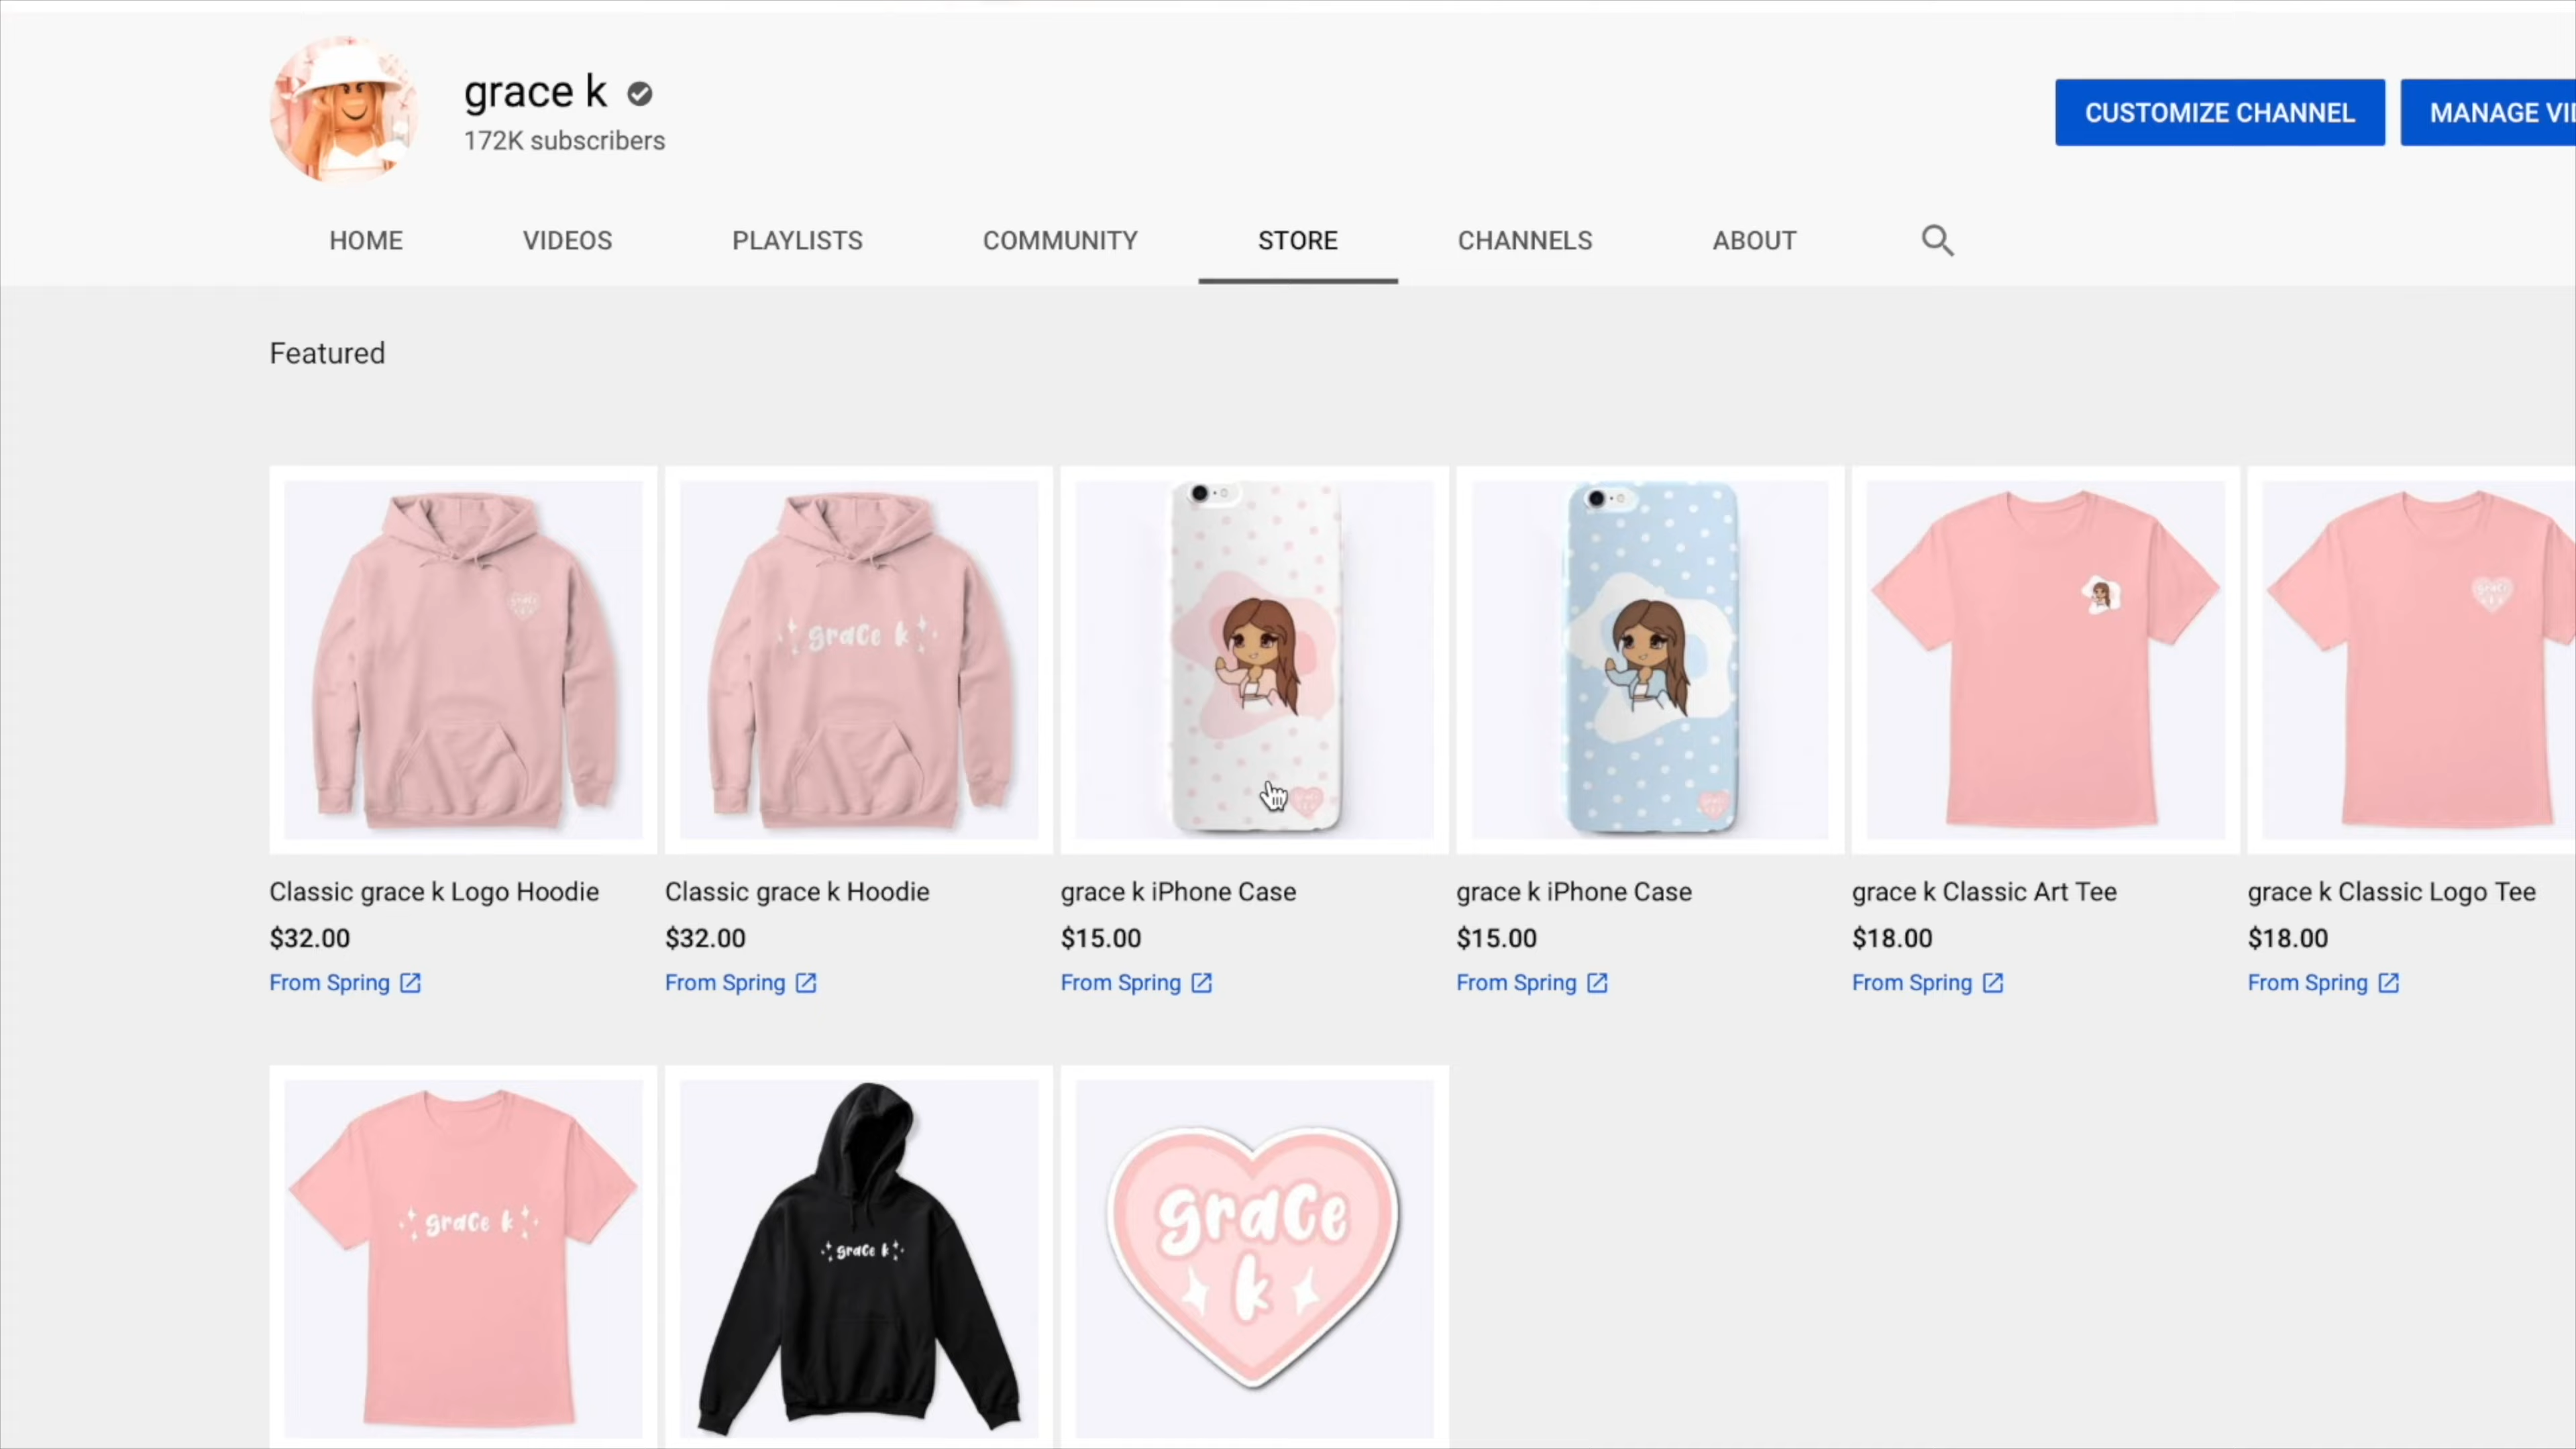 grace k
172K subscribers
CUSTOMIZE CHANNEL
MANAGE VI
HOME VIDEOS PLAYLISTS COMMUNITY STORE CHANNELS ABOUT
Featured
grace k
grace k
Classic grace k Logo Hoodie
$32.00
From Spring
Classic grace k Hoodie
$32.00
From Spring
grace k iPhone Case
$15.00
From Spring
grace k iPhone Case
$15.00
From Spring
grace k Classic Art Tee
$18.00
From Spring
grace k Classic Logo Tee
$18.00
From Spring
grace k
grace k
grace
k